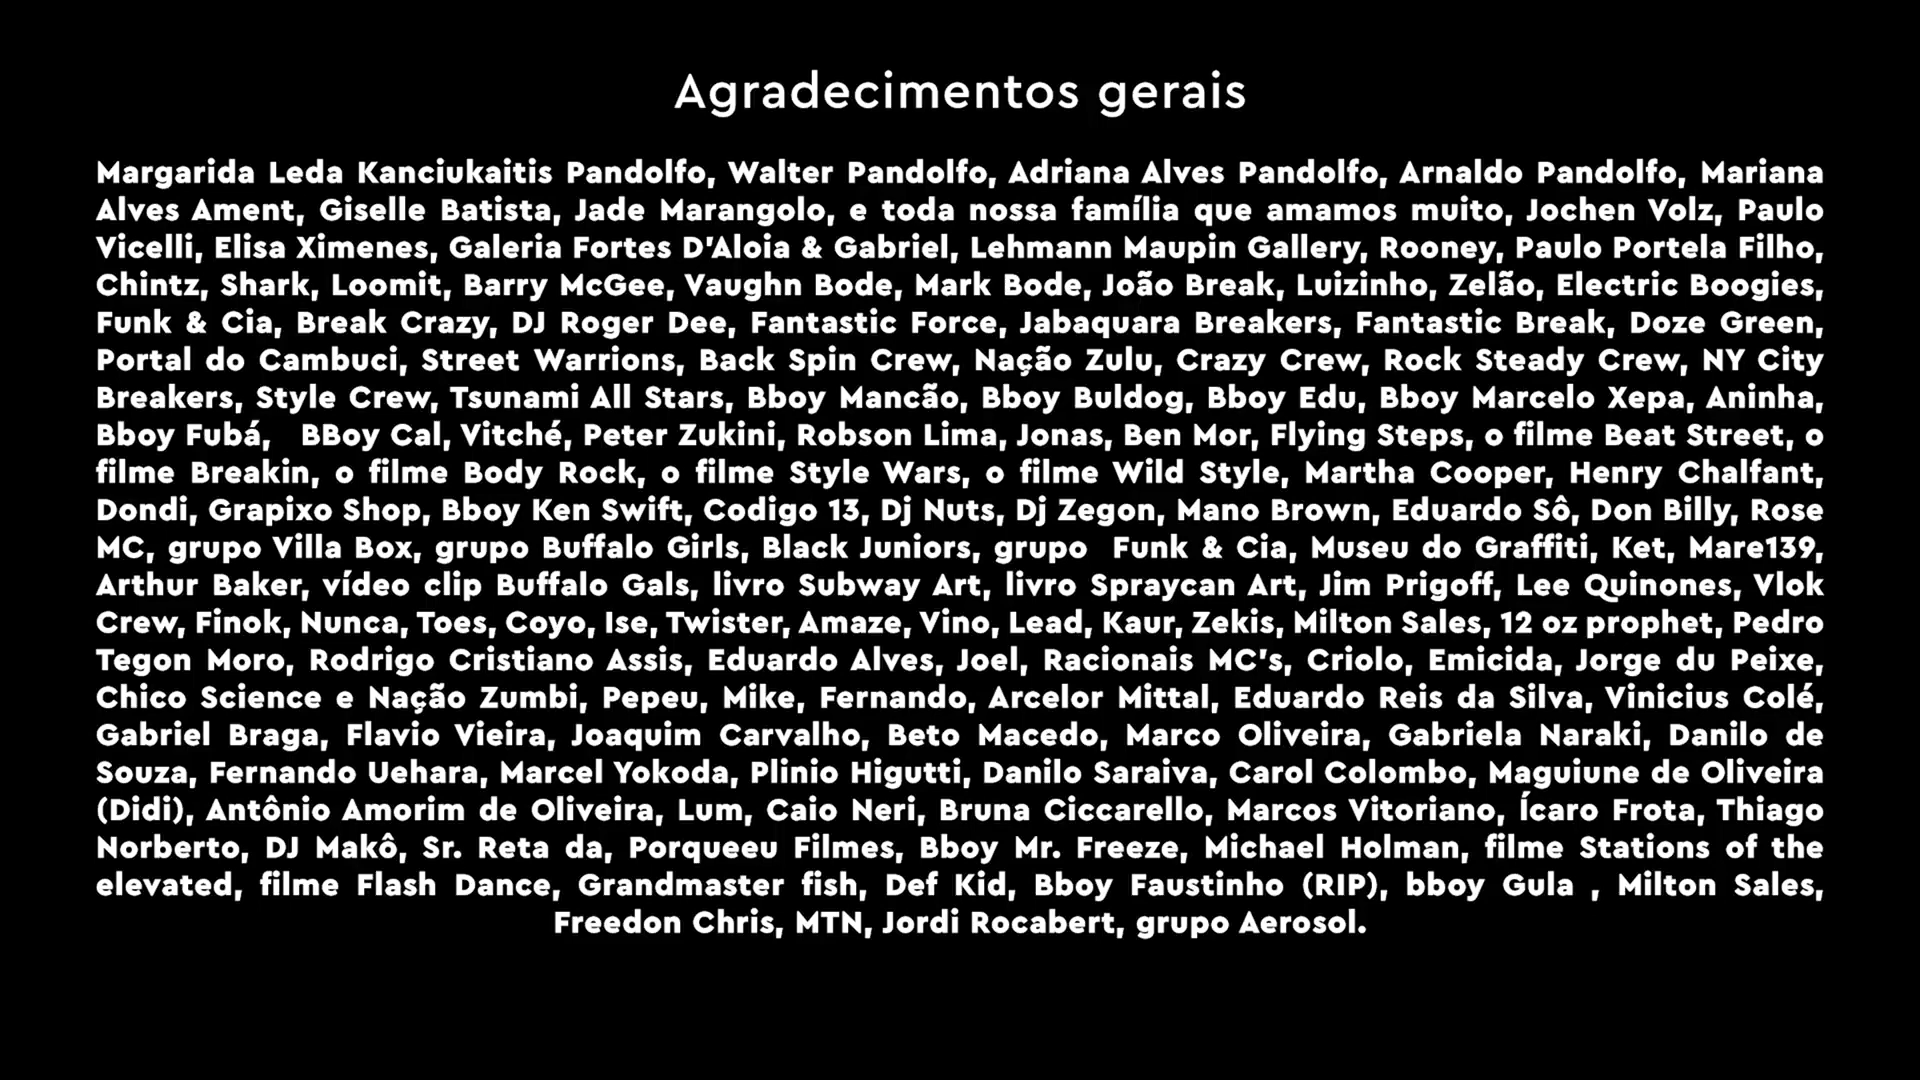 Agradecimentos gerais
Margarida Leda Kanciukaitis Pandolfo, Walter Pandolfo, Adriana Alves Pandolfo, Arnaldo Pandolfo, Mariana
Alves Ament, Giselle Batista, Jade Marangolo, e toda nossa família que amamos muito, Jochen Volz, Paulo
Vicelli, Elisa Ximenes, Galeria Fortes D'Aloia & Gabriel, Lehmann Maupin Gallery, Rooney, Paulo Portela Filho,
Chintz, Shark, Loomit, Barry McGee, Vaughn Bode, Mark Bode, João Break, Luizinho, Zelão, Electric Boogies,
Funk & Cia, Break Crazy, DJ Roger Dee, Fantastic Force, Jabaquara Breakers, Fantastic Break, Doze Green,
Portal do Cambuci, Street Warrions, Back Spin Crew, Nação Zulu, Crazy Crew, Rock Steady Crew, NY City
Breakers, Style Crew, Tsunami All Stars, Bboy Mancão, Bboy Buldog, Bboy Edu, Bboy Marcelo Xepa, Aninha,
Bboy Fubá, BBoy Cal, Vitché, Peter Zukini, Robson Lima, Jonas, Ben Mor, Flying Steps, o filme Beat Street, o
filme Breakin, o filme Body Rock, o filme Style Wars, o filme Wild Style, Martha Cooper, Henry Chalfant,
Dondi, Grapixo Shop, Bboy Ken Swift, Codigo 13, Dj Nuts, Dj Zegon, Mano Brown, Eduardo Sô, Don Billy, Rose
MC, grupo Villa Box, grupo Buffalo Girls, Black Juniors, grupo Funk & Cia, Museu do Graffiti, Ket, Mare139,
Arthur Baker, vídeo clip Buffalo Gals, livro Subway Art, livro Spraycan Art, Jim Prigoff, Lee Quinones, Vlok
Crew, Finok, Nunca, Toes, Coyo, Ise, Twister, Amaze, Vino, Lead, Kaur, Zekis, Milton Sales, 12 oz prophet, Pedro
Tegon Moro, Rodrigo Cristiano Assis, Eduardo Alves, Joel, Racionais MC's, Criolo, Emicida, Jorge du Peixe,
Chico Science e Nação Zumbi, Pepeu, Mike, Fernando, Arcelor Mittal, Eduardo Reis da Silva, Vinicius Colé,
Gabriel Braga, Flavio Vieira, Joaquim Carvalho, Beto Macedo, Marco Oliveira, Gabriela Naraki, Danilo de
Souza, Fernando Uehara, Marcel Yokoda, Plinio Higutti, Danilo Saraiva, Carol Colombo, Maguiune de Oliveira
(Didi), Antônio Amorim de Oliveira, Lum, Caio Neri, Bruna Ciccarello, Marcos Vitoriano, Ícaro Frota, Thiago
Norberto, DJ Makô, Sr. Reta da, Porqueeu Filmes, Bboy Mr. Freeze, Michael Holman, filme Stations of the
elevated, filme Flash Dance, Grandmaster fish, Def Kid, Bboy Faustinho (RIP), bboy Gula , Milton Sales,
Freedon Chris, MTN, Jordi Rocabert, grupo Aerosol.